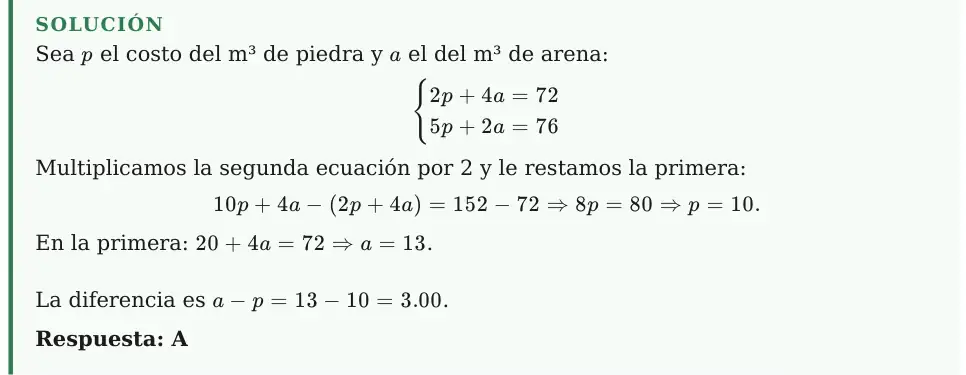 SOLUCIÓN
Sea p el costo del m³ de piedra y a el del m³ de arena:
2p + 4a = 72
5p + 2a = 76
Multiplicamos la segunda ecuación por 2 y le restamos la primera:
10p + 4a − (2p + 4a) = 152 − 72 ⇒ 8p = 80 ⇒ p = 10.
En la primera: 20 + 4a = 72 ⇒ a = 13.
La diferencia es a − p = 13 − 10 = 3.00.
Respuesta: A